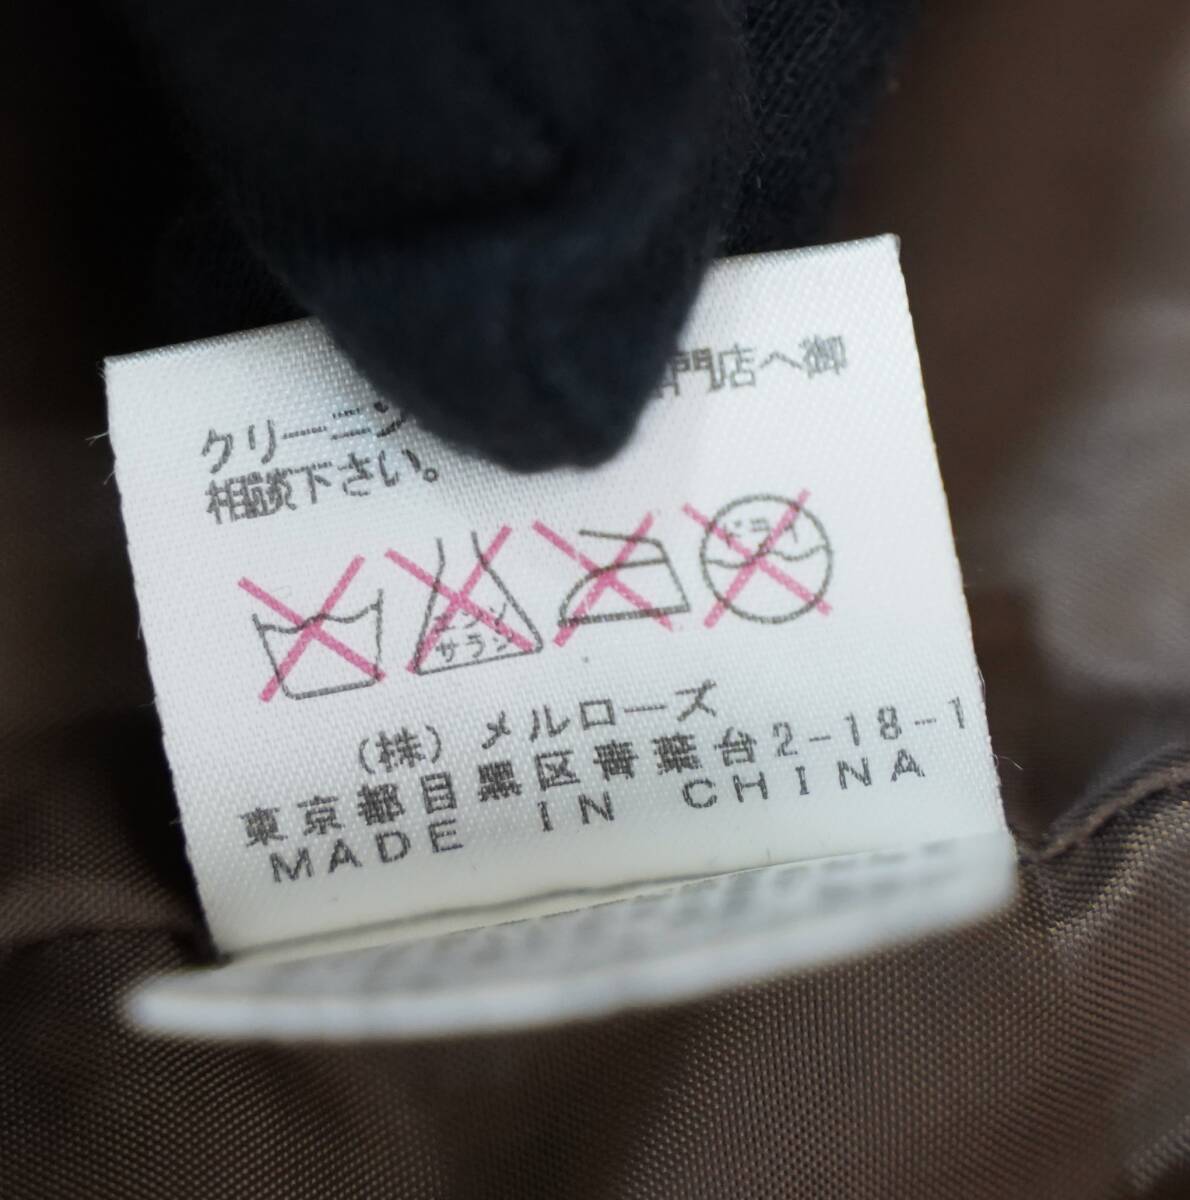 クリーニン 門店へ御
相談下さい。
エンソ
サラシ
ドライ
(株) メルローズ
東京都目黒区青葉台2-18-1
MADE IN CHINA